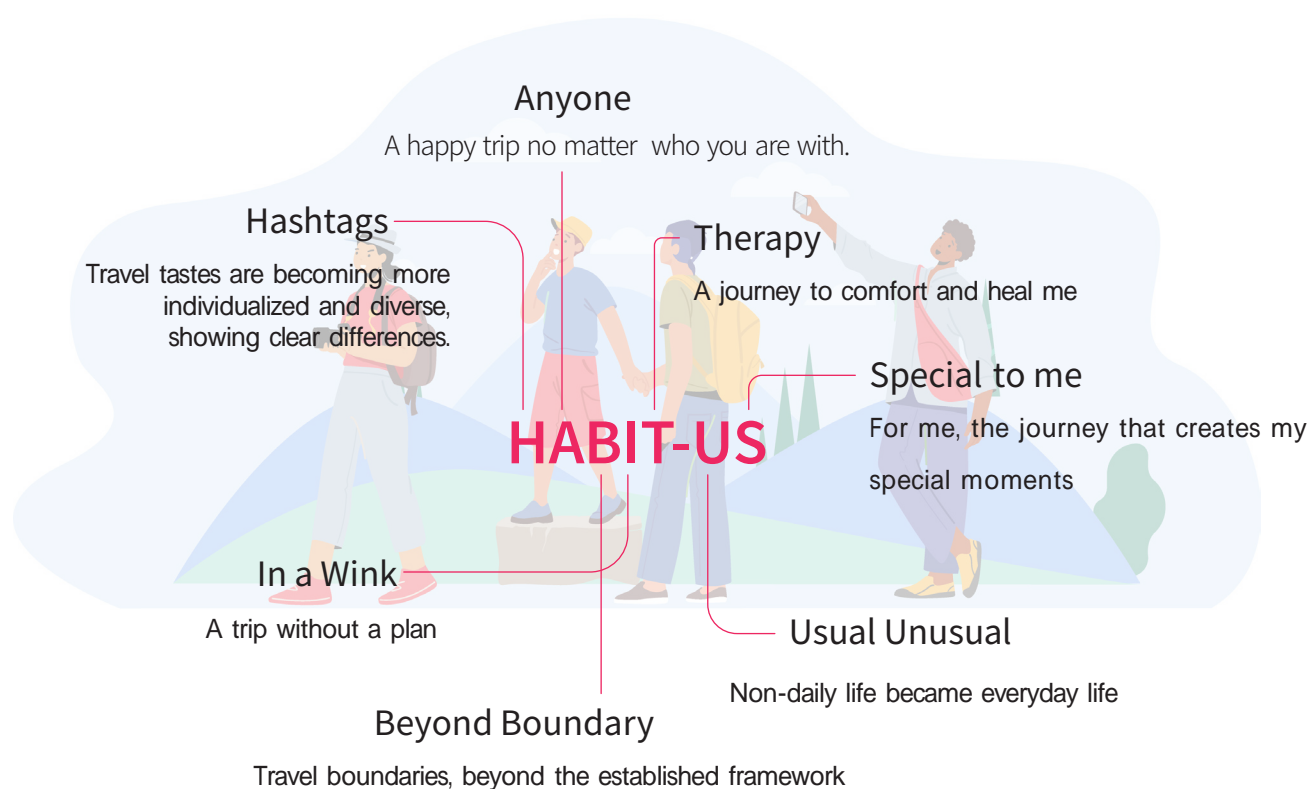 Anyone
A happy trip no matter who you are with.
Hashtags
Travel tastes are becoming more
individualized and diverse,
showing clear differences.
Therapy
A journey to comfort and heal me
Special to me
For me, the journey that creates my
special moments
HABIT-US
In a Wink
A trip without a plan
Usual Unusual
Non-daily life became everyday life
Beyond Boundary
Travel boundaries, beyond the established framework